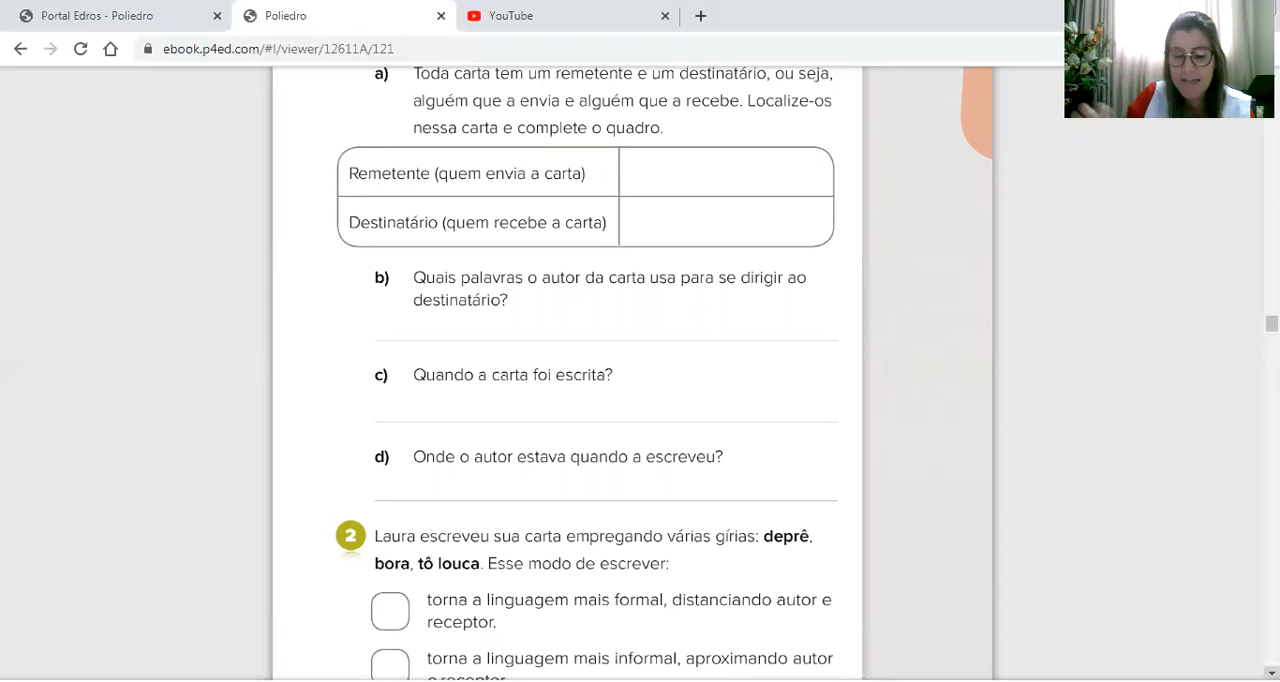 Portal Edros - Poliedro
Poliedro
YouTube
ebook.p4ed.com/#!/viewer/12611A/121
a) Toda carta tem um remetente e um destinatário, ou seja,
alguém que a envia e alguém que a recebe. Localize-os
nessa carta e complete o quadro.
Remetente (quem envia a carta)
Destinatário (quem recebe a carta)
b) Quais palavras o autor da carta usa para se dirigir ao
destinatário?
c) Quando a carta foi escrita?
d) Onde o autor estava quando a escreveu?
2 Laura escreveu sua carta empregando várias gírias: deprê,
bora, tô louca. Esse modo de escrever:
torna a linguagem mais formal, distanciando autor e
receptor.
torna a linguagem mais informal, aproximando autor
e receptor.